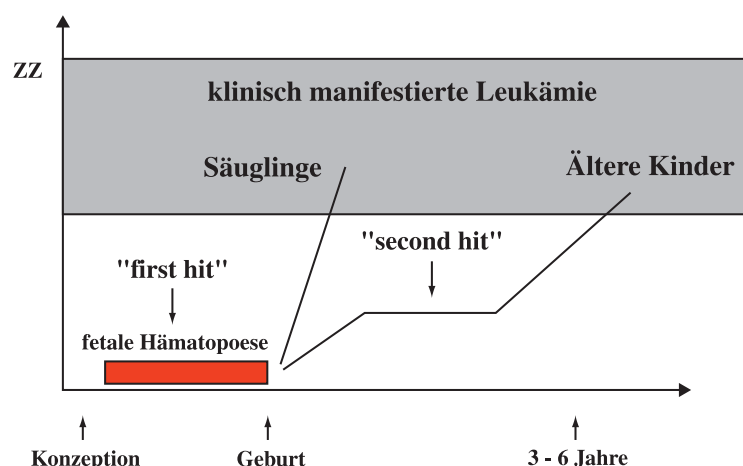 ZZ
klinisch manifestierte Leukämie
Säuglinge
Ältere Kinder
"second hit"
"first hit"
fetale Hämatopoese
Konzeption
Geburt
3 - 6 Jahre